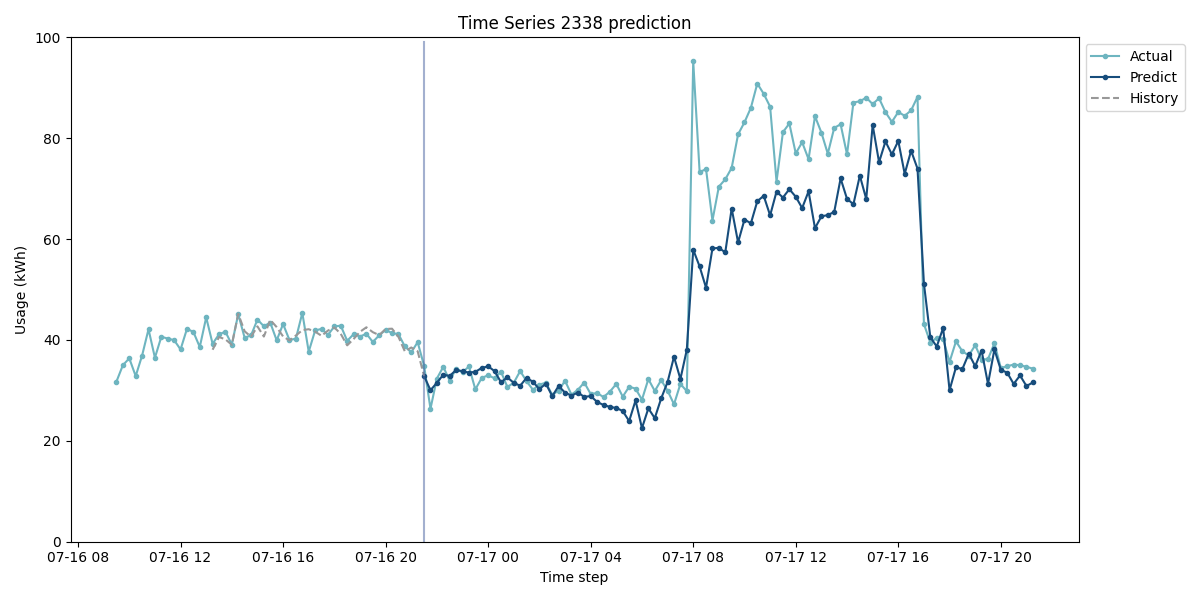 Time Series 2338 prediction
Actual
Predict
History
Usage (kWh)
100
80
60
40
20
0
07-16 08 07-16 12 07-16 16 07-16 20 07-17 00 07-17 04 07-17 08 07-17 12 07-17 16 07-17 20
Time step